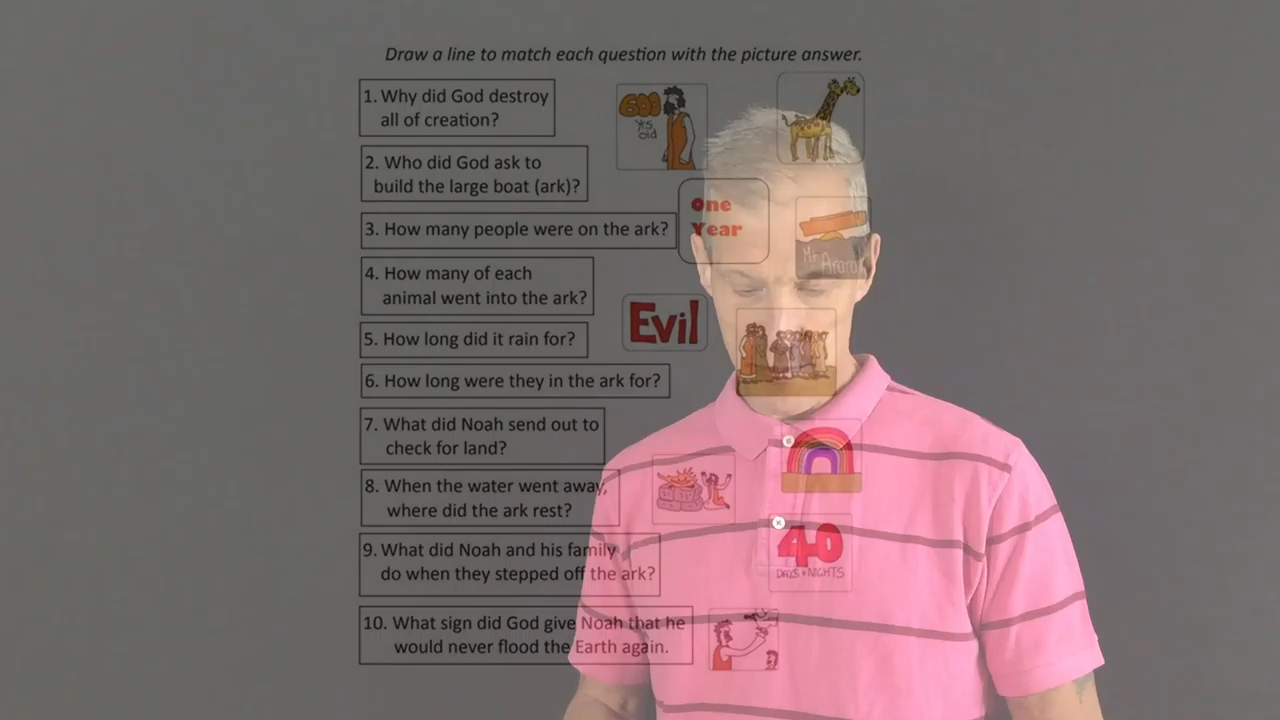 Draw a line to match each question with the picture answer.
1. Why did God destroy
all of creation?
2. Who did God ask to
build the large boat (ark)?
3. How many people were on the ark?
4. How many of each
animal went into the ark?
5. How long did it rain for?
6. How long were they in the ark for?
7. What did Noah send out to
check for land?
8. When the water went away,
where did the ark rest?
9. What did Noah and his family
do when they stepped off the ark?
10. What sign did God give Noah that he
would never flood the Earth again.
600
yrs
old
One
Year
Mt Ararat
Evil
40
DAYS + NIGHTS